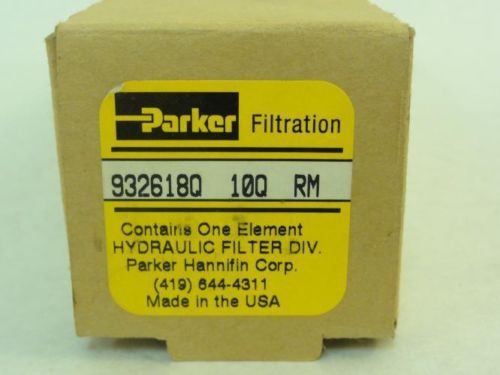 Parker Filtration
932618Q 10Q RM
Contains One Element
HYDRAULIC FILTER DIV.
Parker Hannifin Corp.
(419) 644-4311
Made in the USA